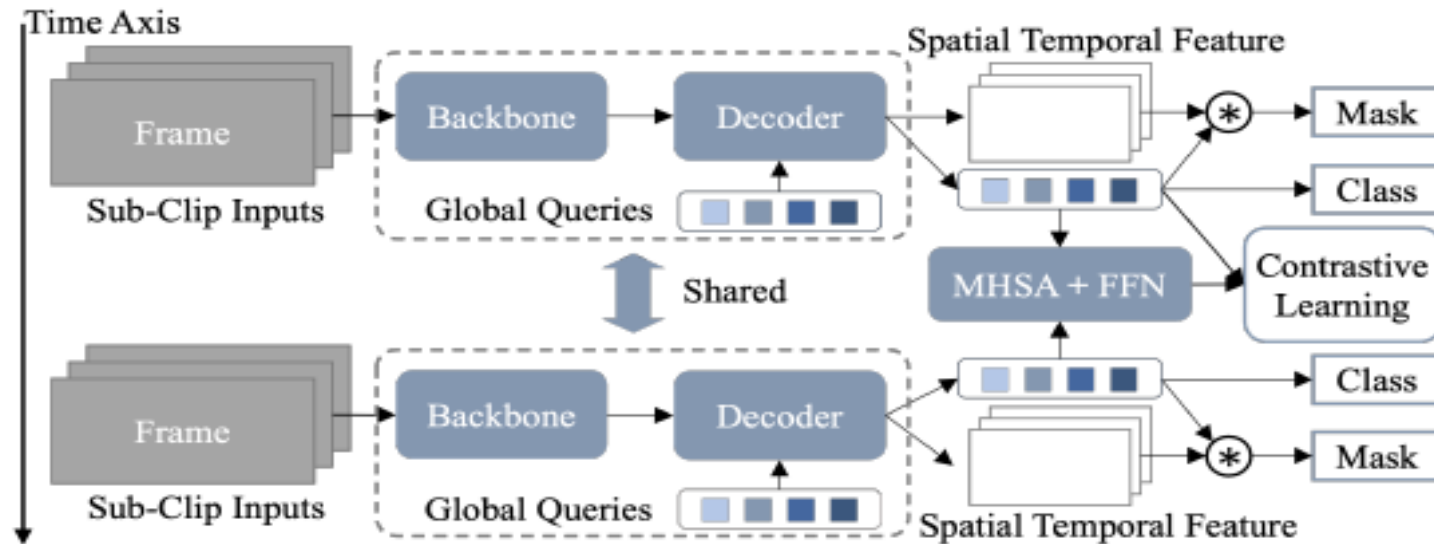 Time Axis
Frame
Sub-Clip Inputs
Backbone
Decoder
Global Queries
Spatial Temporal Feature
Mask
Class
Shared
MHSA + FFN
Contrastive
Learning
Frame
Sub-Clip Inputs
Backbone
Decoder
Global Queries
Class
Mask
Spatial Temporal Feature